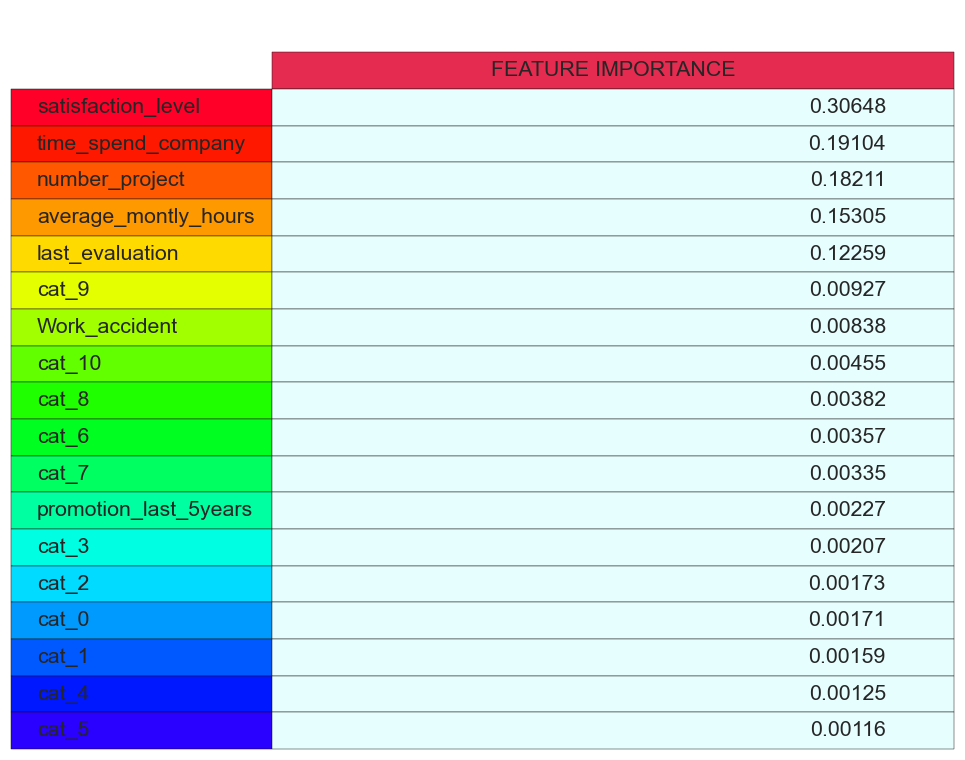 FEATURE IMPORTANCE
satisfaction_level 0.30648
time_spend_company 0.19104
number_project 0.18211
average_montly_hours 0.15305
last_evaluation 0.12259
cat_9 0.00927
Work_accident 0.00838
cat_10 0.00455
cat_8 0.00382
cat_6 0.00357
cat_7 0.00335
promotion_last_5years 0.00227
cat_3 0.00207
cat_2 0.00173
cat_0 0.00171
cat_1 0.00159
cat_4 0.00125
cat_5 0.00116